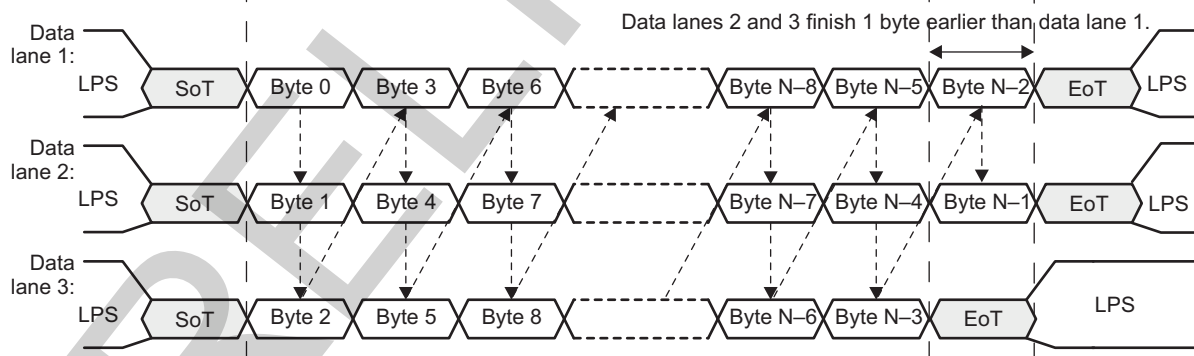 Data lanes 2 and 3 finish 1 byte earlier than data lane 1.
Data
lane 1:
LPS SoT Byte 0 Byte 3 Byte 6 Byte N–8 Byte N–5 Byte N–2 EoT LPS
Data
lane 2:
LPS SoT Byte 1 Byte 4 Byte 7 Byte N–7 Byte N–4 Byte N–1 EoT LPS
Data
lane 3:
LPS SoT Byte 2 Byte 5 Byte 8 Byte N–6 Byte N–3 EoT LPS